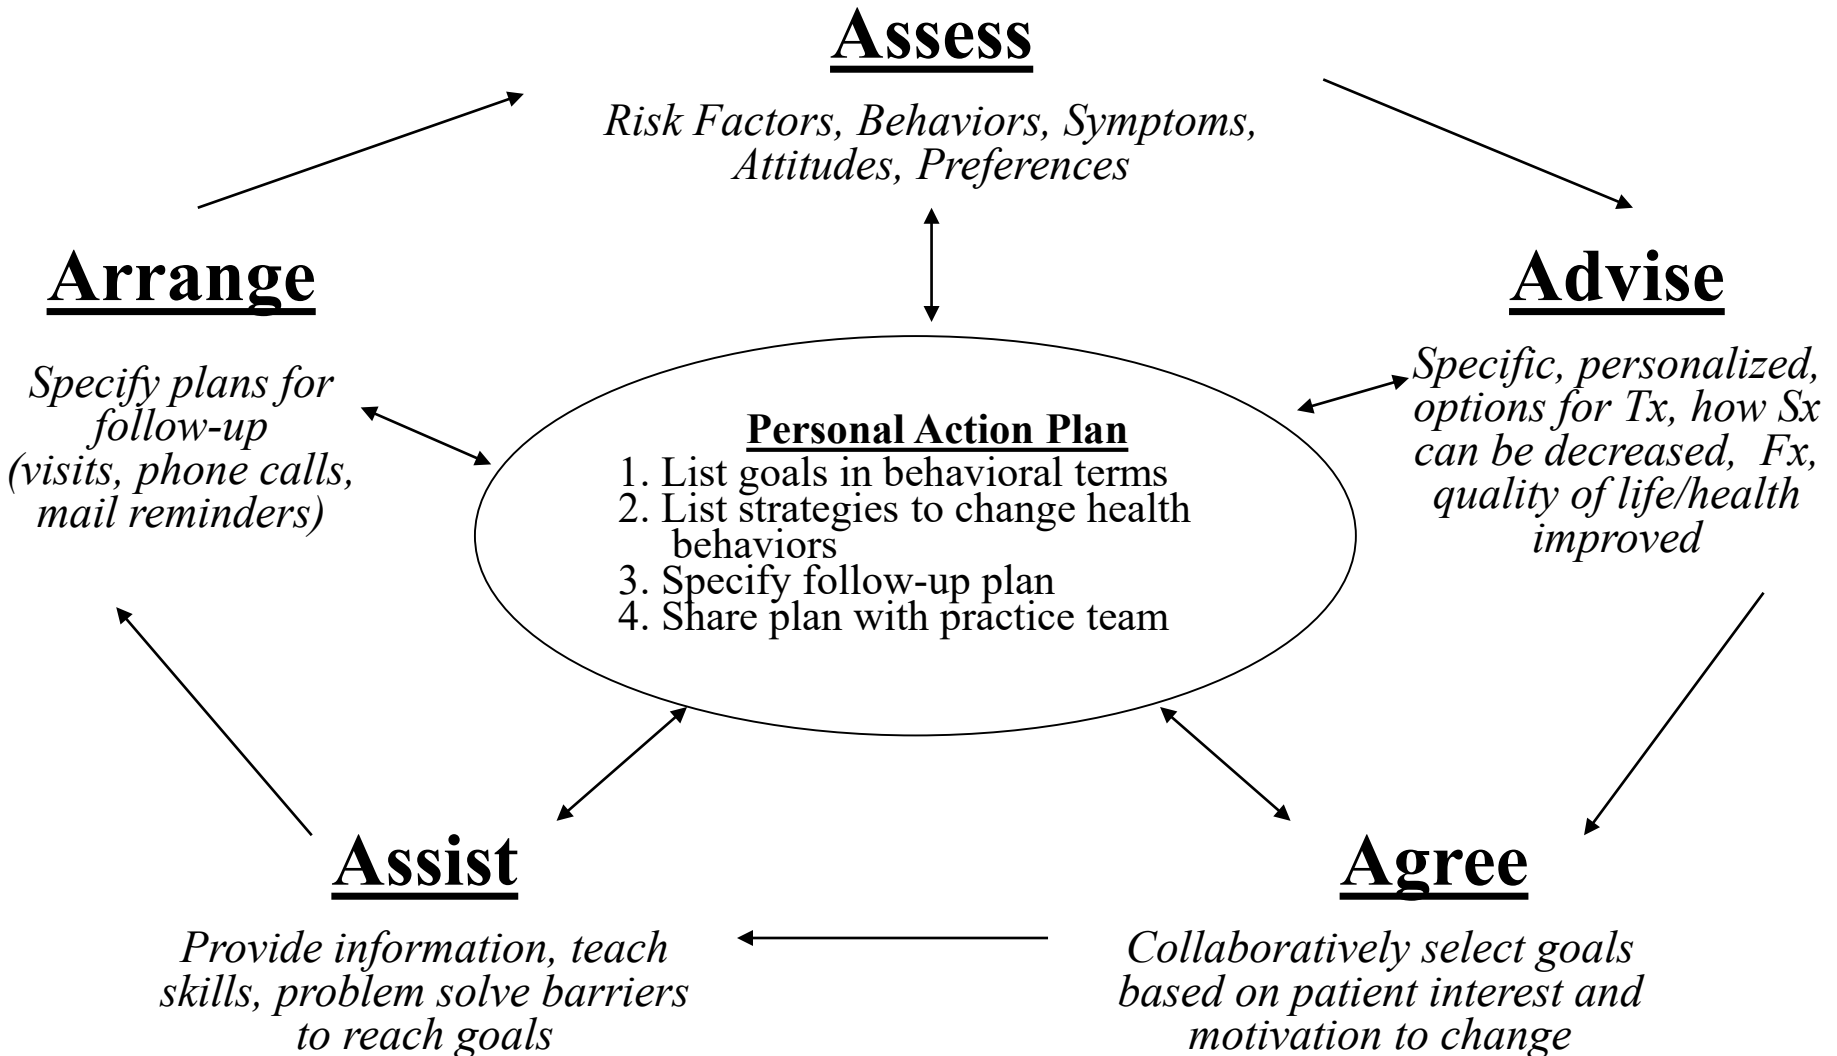 Assess
Risk Factors, Behaviors, Symptoms,
Attitudes, Preferences
Advise
Specific, personalized,
options for Tx, how Sx
can be decreased,  Fx,
quality of life/health
improved
Agree
Collaboratively select goals
based on patient interest and
motivation to change
Assist
Provide information, teach
skills, problem solve barriers
to reach goals
Arrange
Specify plans for
follow-up
(visits, phone calls,
mail reminders)
Personal Action Plan
1. List goals in behavioral terms
2. List strategies to change health
behaviors
3. Specify follow-up plan
4. Share plan with practice team